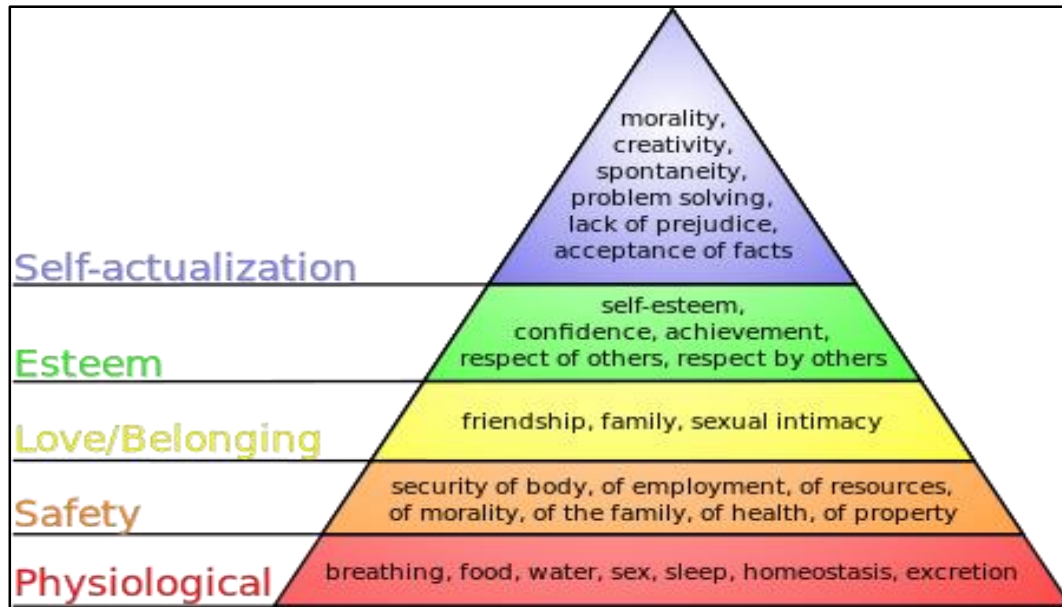 morality,
creativity,
spontaneity,
problem solving,
lack of prejudice,
acceptance of facts
Self-actualization
self-esteem,
confidence, achievement,
respect of others, respect by others
Esteem
friendship, family, sexual intimacy
Love/Belonging
security of body, of employment, of resources,
of morality, of the family, of health, of property
Safety
breathing, food, water, sex, sleep, homeostasis, excretion
Physiological